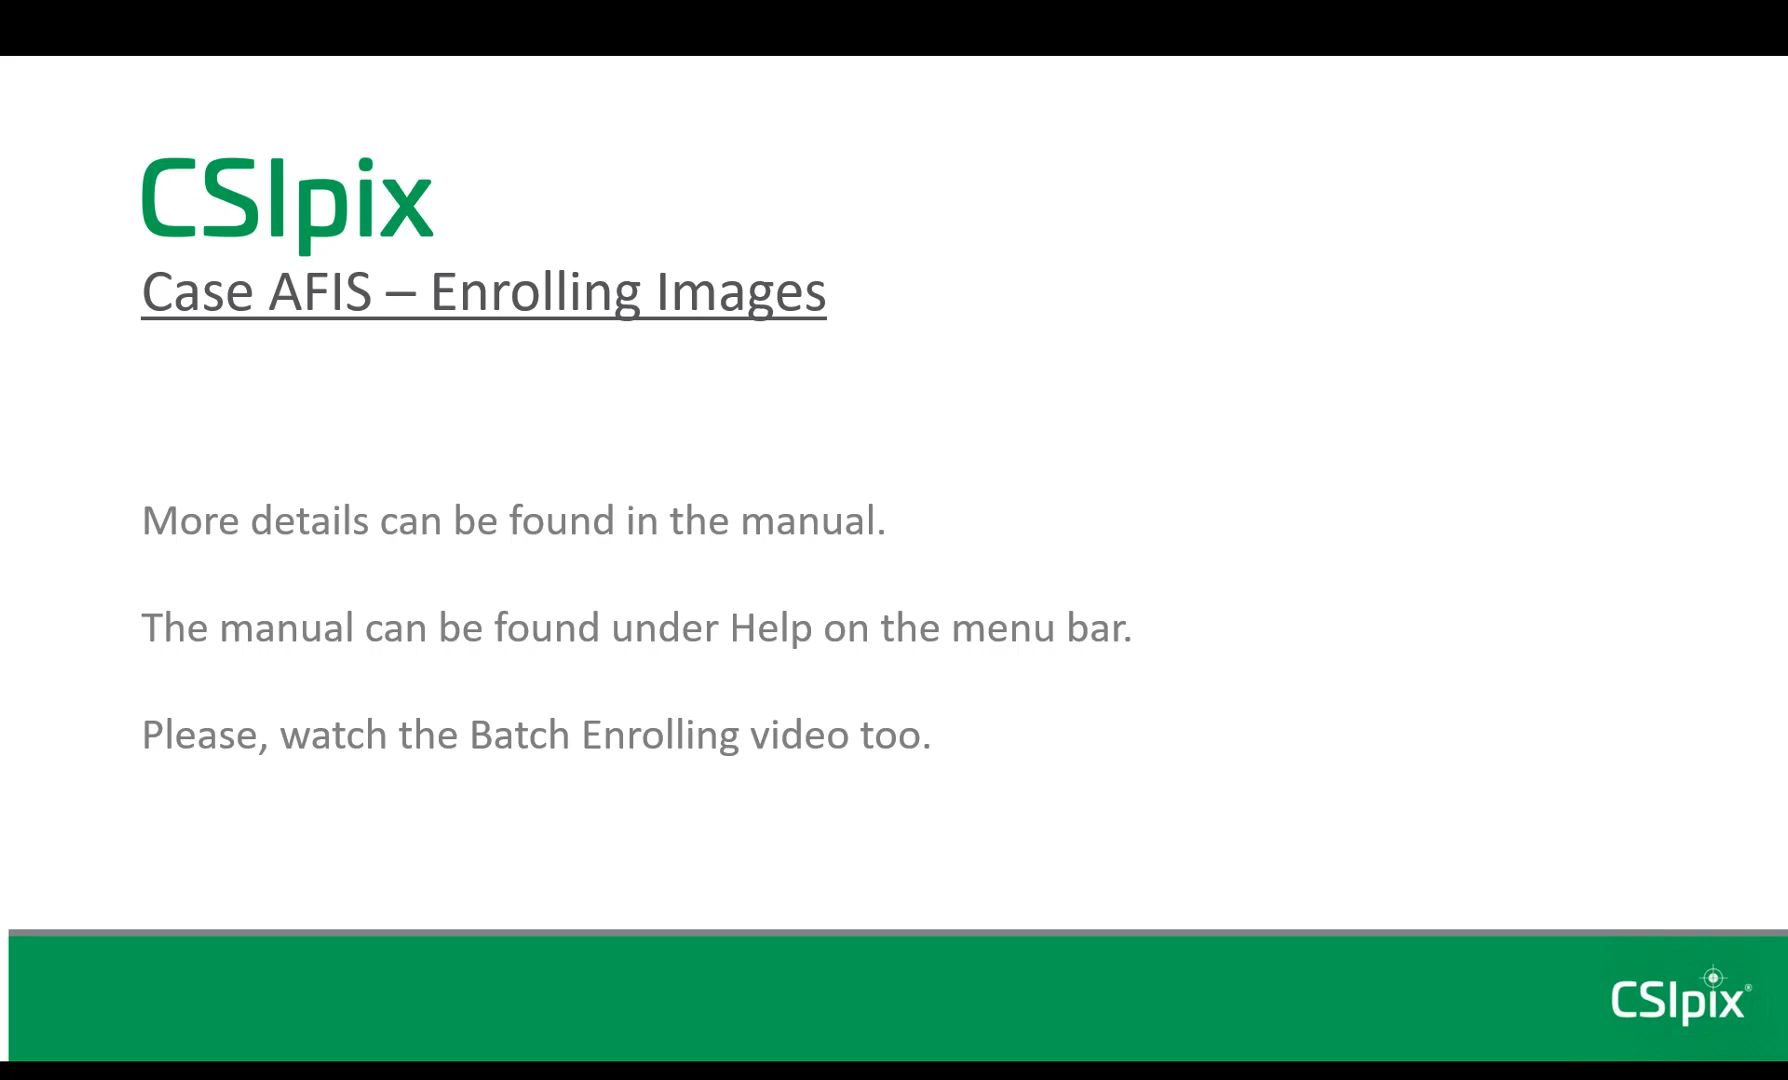 CSIpix
Case AFIS – Enrolling Images
More details can be found in the manual.
The manual can be found under Help on the menu bar.
Please, watch the Batch Enrolling video too.
CSIpix®